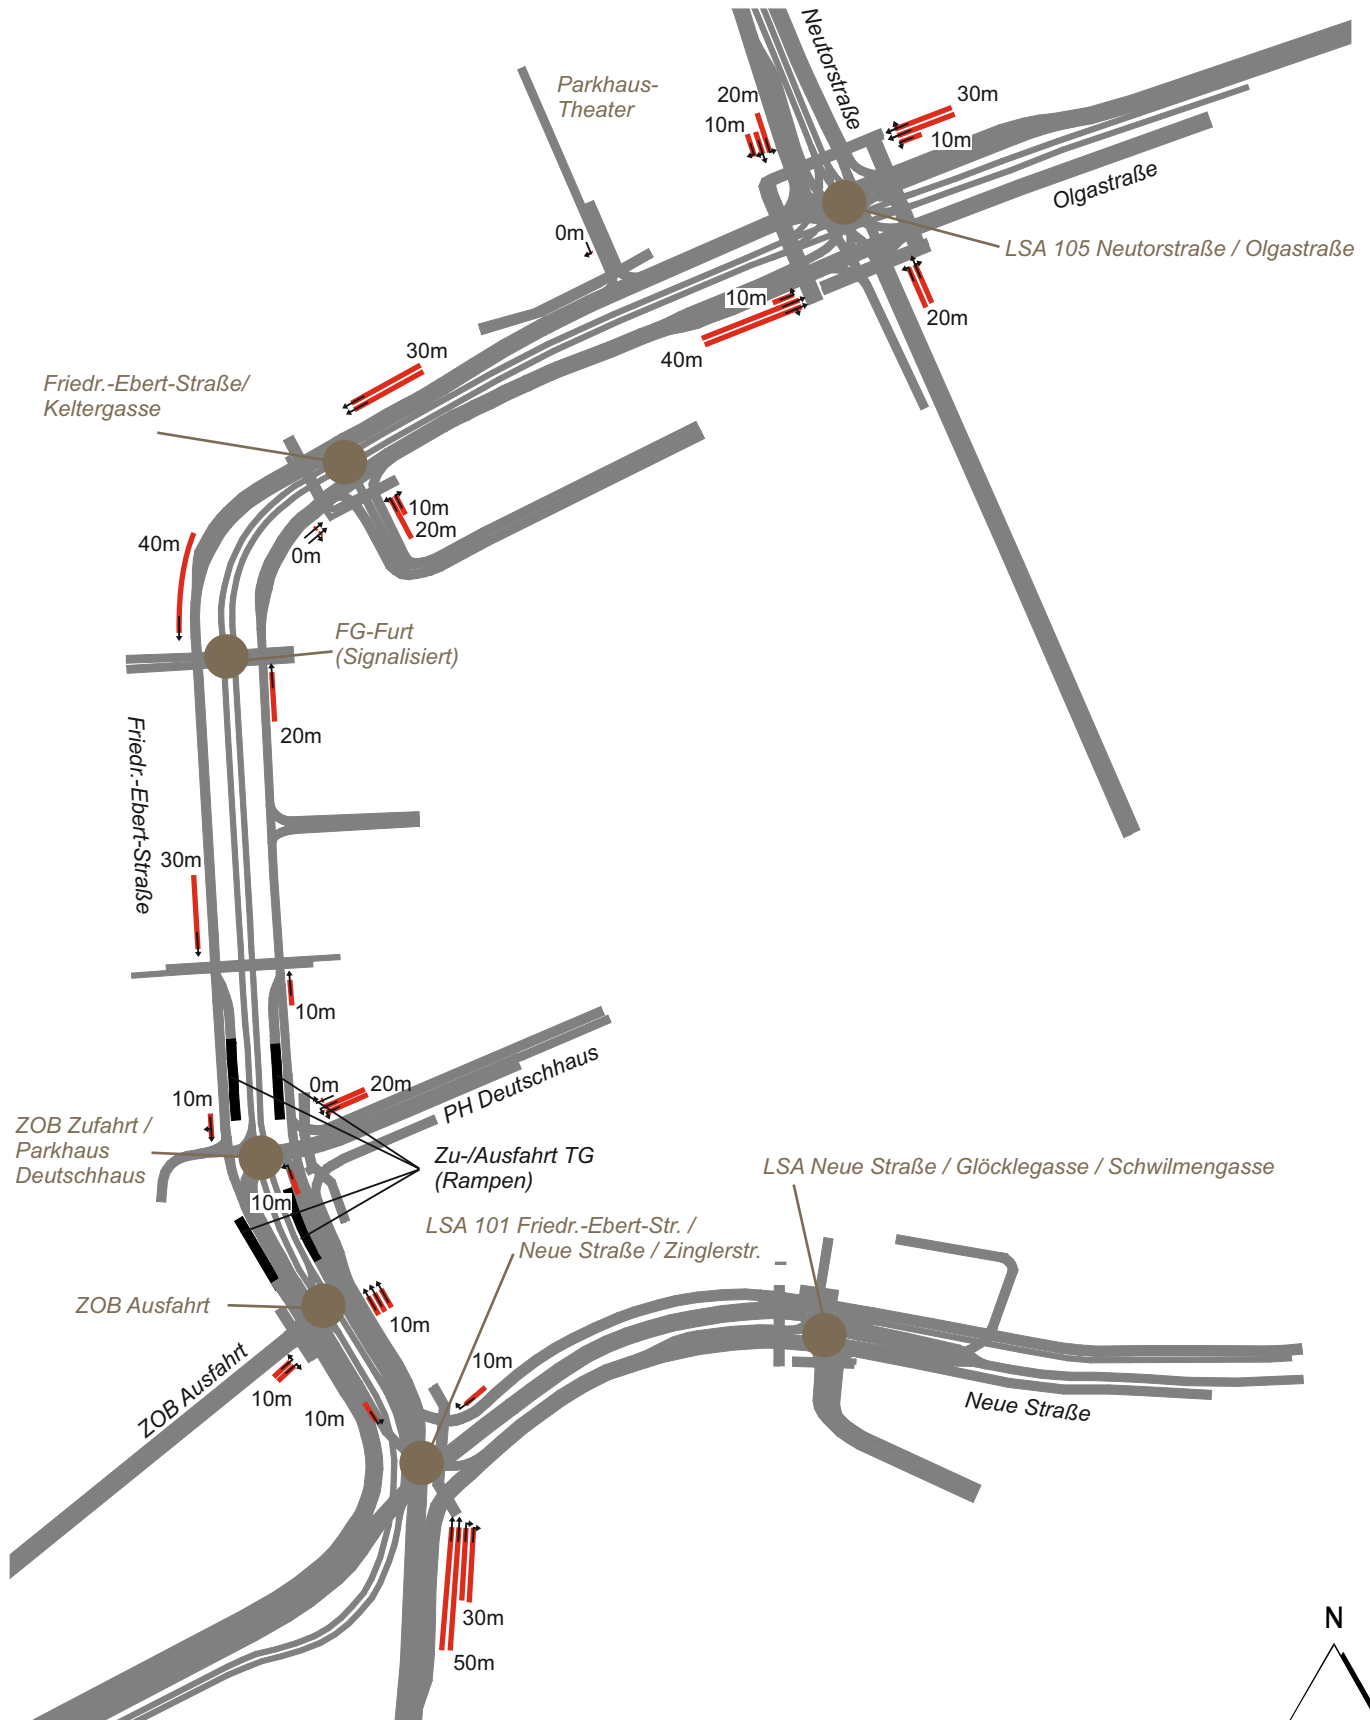 Parkhaus-
Theater
Neutorstraße
20m
10m
30m
10m
Olgastraße
LSA 105 Neutorstraße / Olgastraße
0m
10m
40m
20m
30m
Friedr.-Ebert-Straße/
Keltergasse
10m
20m
0m
40m
FG-Furt
(Signalisiert)
20m
Friedr.-Ebert-Straße
30m
10m
10m
0m
20m
PH Deutschhaus
ZOB Zufahrt /
Parkhaus
Deutschhaus
Zu-/Ausfahrt TG
(Rampen)
10m
LSA Neue Straße / Glöcklegasse / Schwilmengasse
LSA 101 Friedr.-Ebert-Str. /
Neue Straße / Zinglerstr.
ZOB Ausfahrt
10m
ZOB Ausfahrt
10m
10m
10m
Neue Straße
30m
50m
N